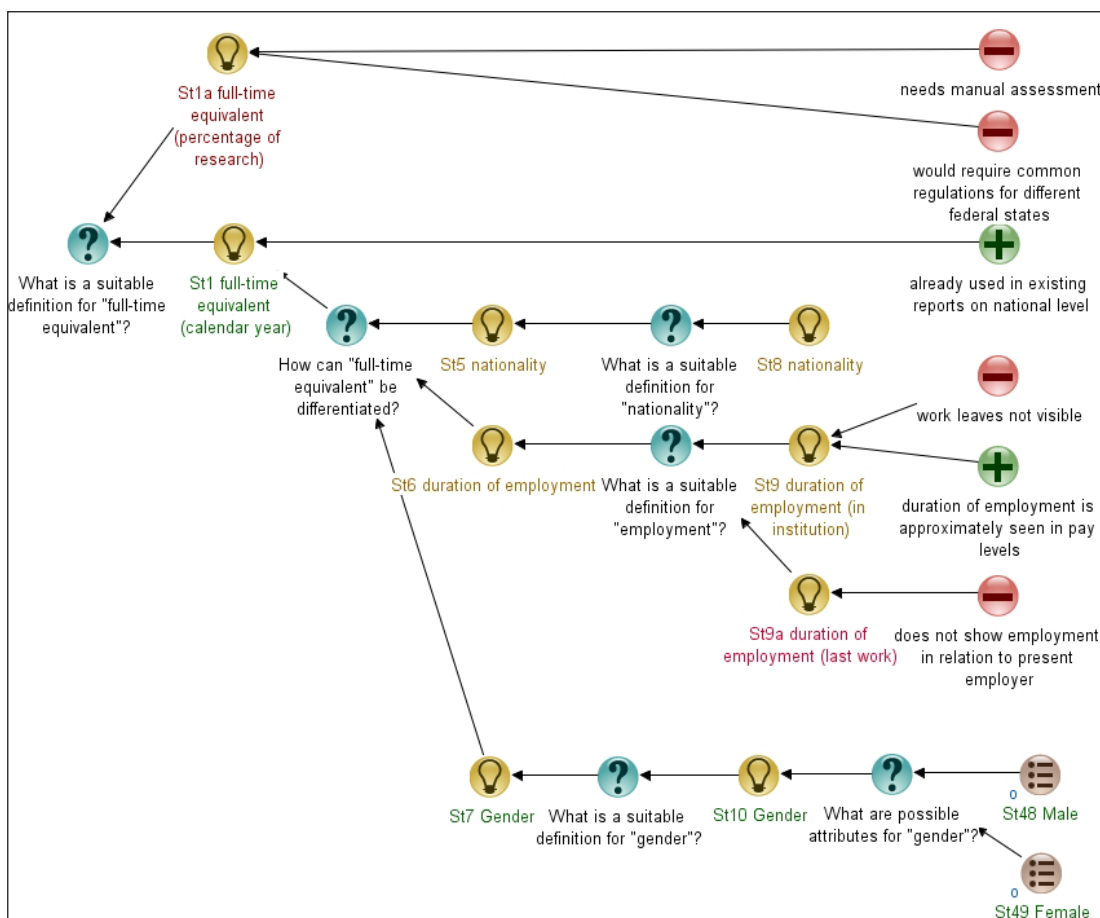 St1a full-time
equivalent
(percentage of
research)
needs manual assessment
would require common
regulations for different
federal states
What is a suitable
definition for "full-time
equivalent"?
St1 full-time
equivalent
(calendar year)
already used in existing
reports on national level
How can "full-time
equivalent" be
differentiated?
St5 nationality
What is a suitable
definition for
"nationality"?
St8 nationality
work leaves not visible
St6 duration of employment
What is a suitable
definition for
"employment"?
St9 duration of
employment (in
institution)
duration of employment is
approximately seen in pay
levels
St9a duration of
employment (last work)
does not show employment
in relation to present
employer
St7 Gender
What is a suitable
definition for "gender"?
St10 Gender
What are possible
attributes for "gender"?
0
St48 Male
0
St49 Female